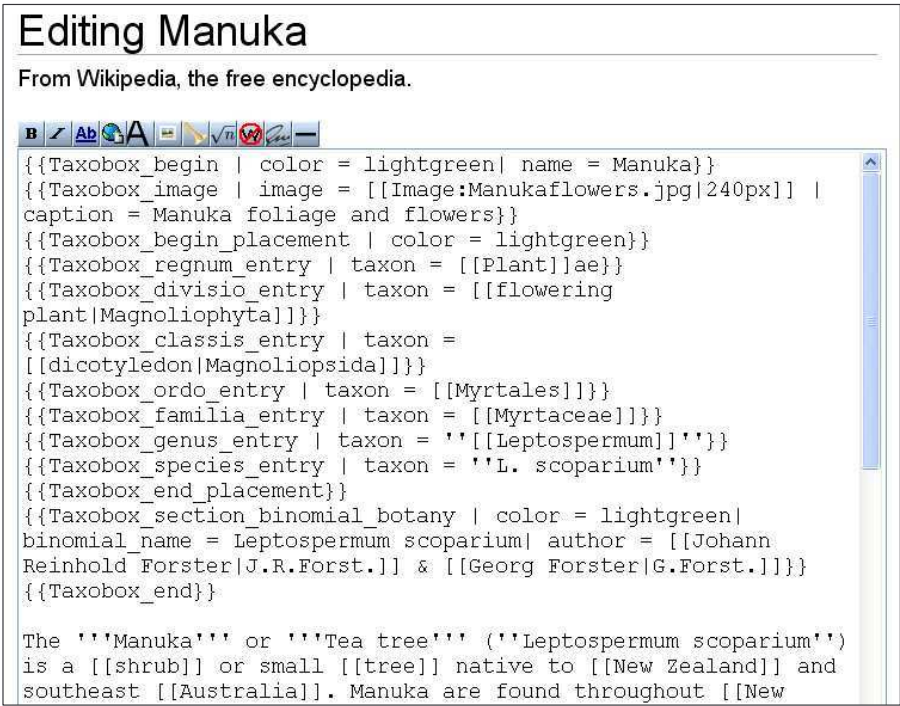 Editing Manuka
From Wikipedia, the free encyclopedia.
B I Ab A √n W
{{Taxobox_begin | color = lightgreen| name = Manuka}}
{{Taxobox_image | image = [[Image:Manukaflowers.jpg|240px]] |
caption = Manuka foliage and flowers}}
{{Taxobox_begin_placement | color = lightgreen}}
{{Taxobox_regnum_entry | taxon = [[Plant]]ae}}
{{Taxobox_divisio_entry | taxon = [[flowering
plant|Magnoliophyta]]}}
{{Taxobox_classis_entry | taxon =
[[dicotyledon|Magnoliopsida]]}}
{{Taxobox_ordo_entry | taxon = [[Myrtales]]}}
{{Taxobox_familia_entry | taxon = [[Myrtaceae]]}}
{{Taxobox_genus_entry | taxon = ''[[Leptospermum]]''}}
{{Taxobox_species_entry | taxon = ''L. scoparium''}}
{{Taxobox_end_placement}}
{{Taxobox_section_binomial_botany | color = lightgreen|
binomial_name = Leptospermum scoparium| author = [[Johann
Reinhold Forster|J.R.Forst.]] & [[Georg Forster|G.Forst.]]}}
{{Taxobox_end}}
The '''Manuka''' or '''Tea tree''' (''Leptospermum scoparium'')
is a [[shrub]] or small [[tree]] native to [[New Zealand]] and
southeast [[Australia]]. Manuka are found throughout [[New